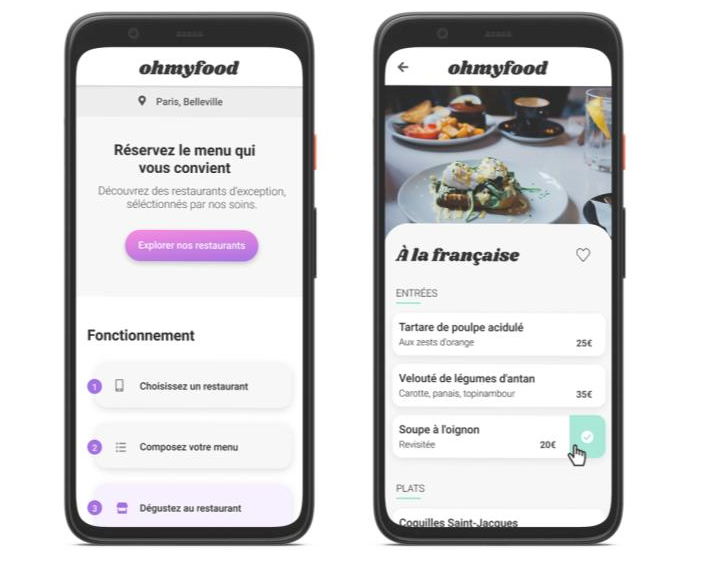 ohmyfood
Paris, Belleville
Réservez le menu qui
vous convient
Découvrez des restaurants d'exception,
séléctionnés par nos soins.
Explorer nos restaurants
Fonctionnement
1 Choisissez un restaurant
2 Composez votre menu
3 Dégustez au restaurant
ohmyfood
À la française
ENTRÉES
Tartare de poulpe acidulé
Aux zests d'orange 25€
Velouté de légumes d'antan
Carotte, panais, topinambour 35€
Soupe à l'oignon
Revisitée 20€
PLATS
Coquilles Saint-Jacques